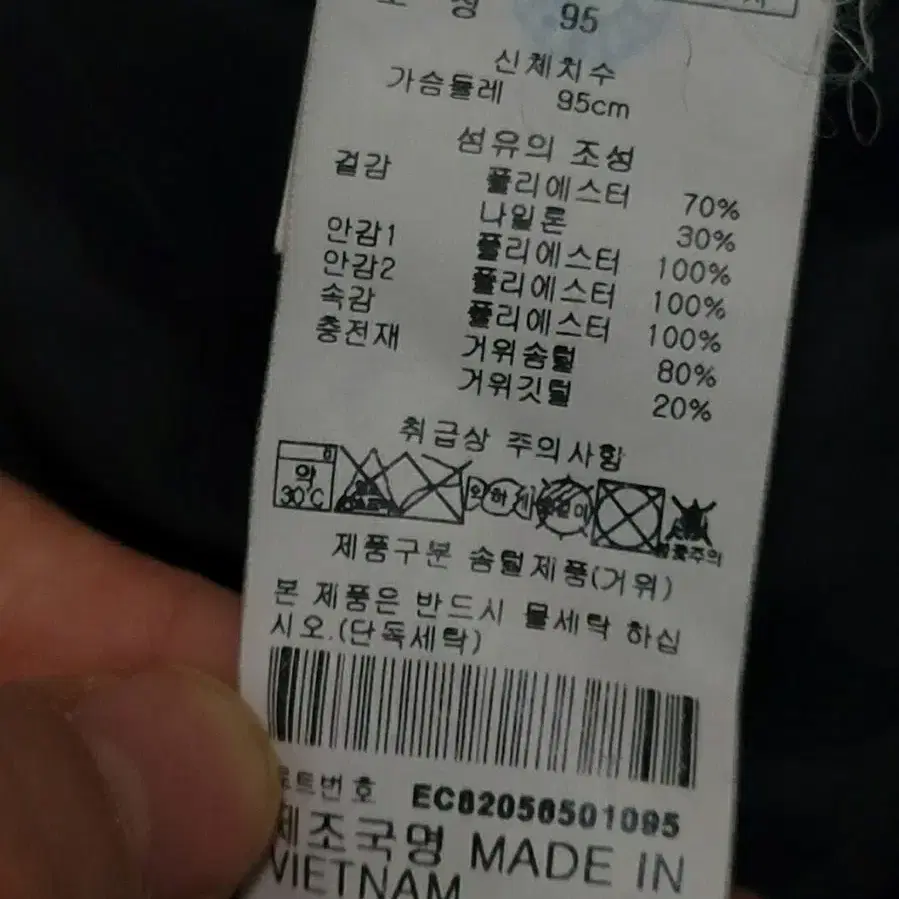 95
신체치수
가슴둘레 95cm
섬유의 조성
겉감 폴리에스터 70%
나일론 30%
안감1 폴리에스터 100%
안감2 폴리에스터 100%
속감 폴리에스터 100%
충전재 거위솜털 80%
거위깃털 20%
취급상 주의사항
약 30℃
제품구분 솜털제품(거위)
본 제품은 반드시 물세탁 하십
시오.(단독세탁)
EC62056501095
제조국명 MADE IN
VIETNAM